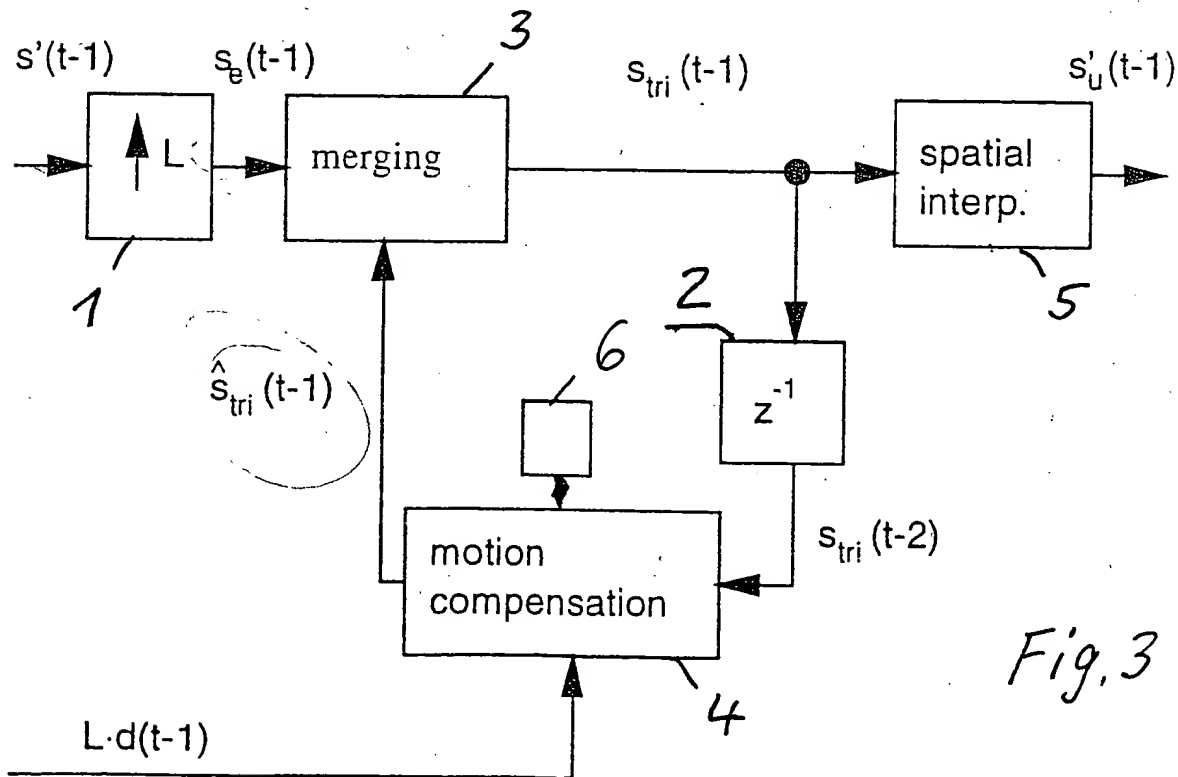 3
s'(t-1)
s_e(t-1)
s_tri(t-1)
s'_u(t-1)
L
merging
spatial
interp.
1
2
5
6
ŝ_tri(t-1)
z^-1
motion
compensation
s_tri(t-2)
4
Fig. 3
L·d(t-1)